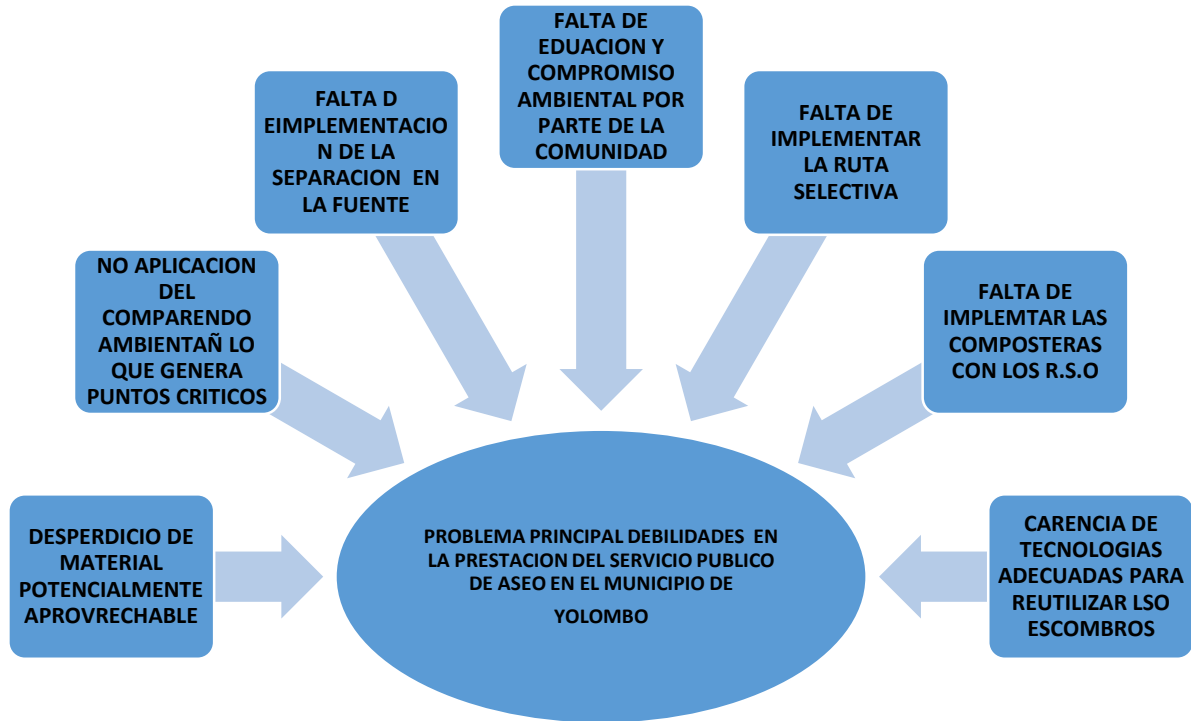 FALTA DE
EDUACION Y
COMPROMISO
AMBIENTAL POR
PARTE DE LA
COMUNIDAD
FALTA D
EIMPLEMENTACIO
N DE LA
SEPARACION EN
LA FUENTE
FALTA DE
IMPLEMENTAR
LA RUTA
SELECTIVA
NO APLICACION
DEL
COMPARENDO
AMBIENTAÑ LO
QUE GENERA
PUNTOS CRITICOS
FALTA DE
IMPLEMTAR LAS
COMPOSTERAS
CON LOS R.S.O
DESPERDICIO DE
MATERIAL
POTENCIALMENTE
APROVRECHABLE
PROBLEMA PRINCIPAL DEBILIDADES EN
LA PRESTACION DEL SERVICIO PUBLICO
DE ASEO EN EL MUNICIPIO DE
YOLOMBO
CARENCIA DE
TECNOLOGIAS
ADECUADAS PARA
REUTILIZAR LSO
ESCOMBROS